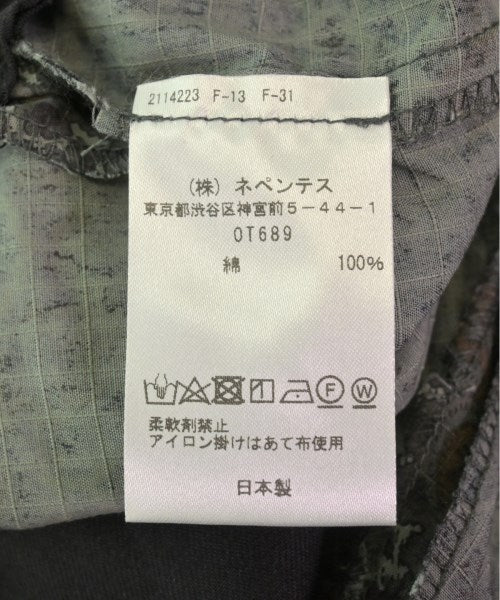 2114223 F-13 F-31
（株）ネペンテス
東京都渋谷区神宮前5-44-1
OT689
綿 100%
F W
柔軟剤禁止
アイロン掛けはあて布使用
日本製